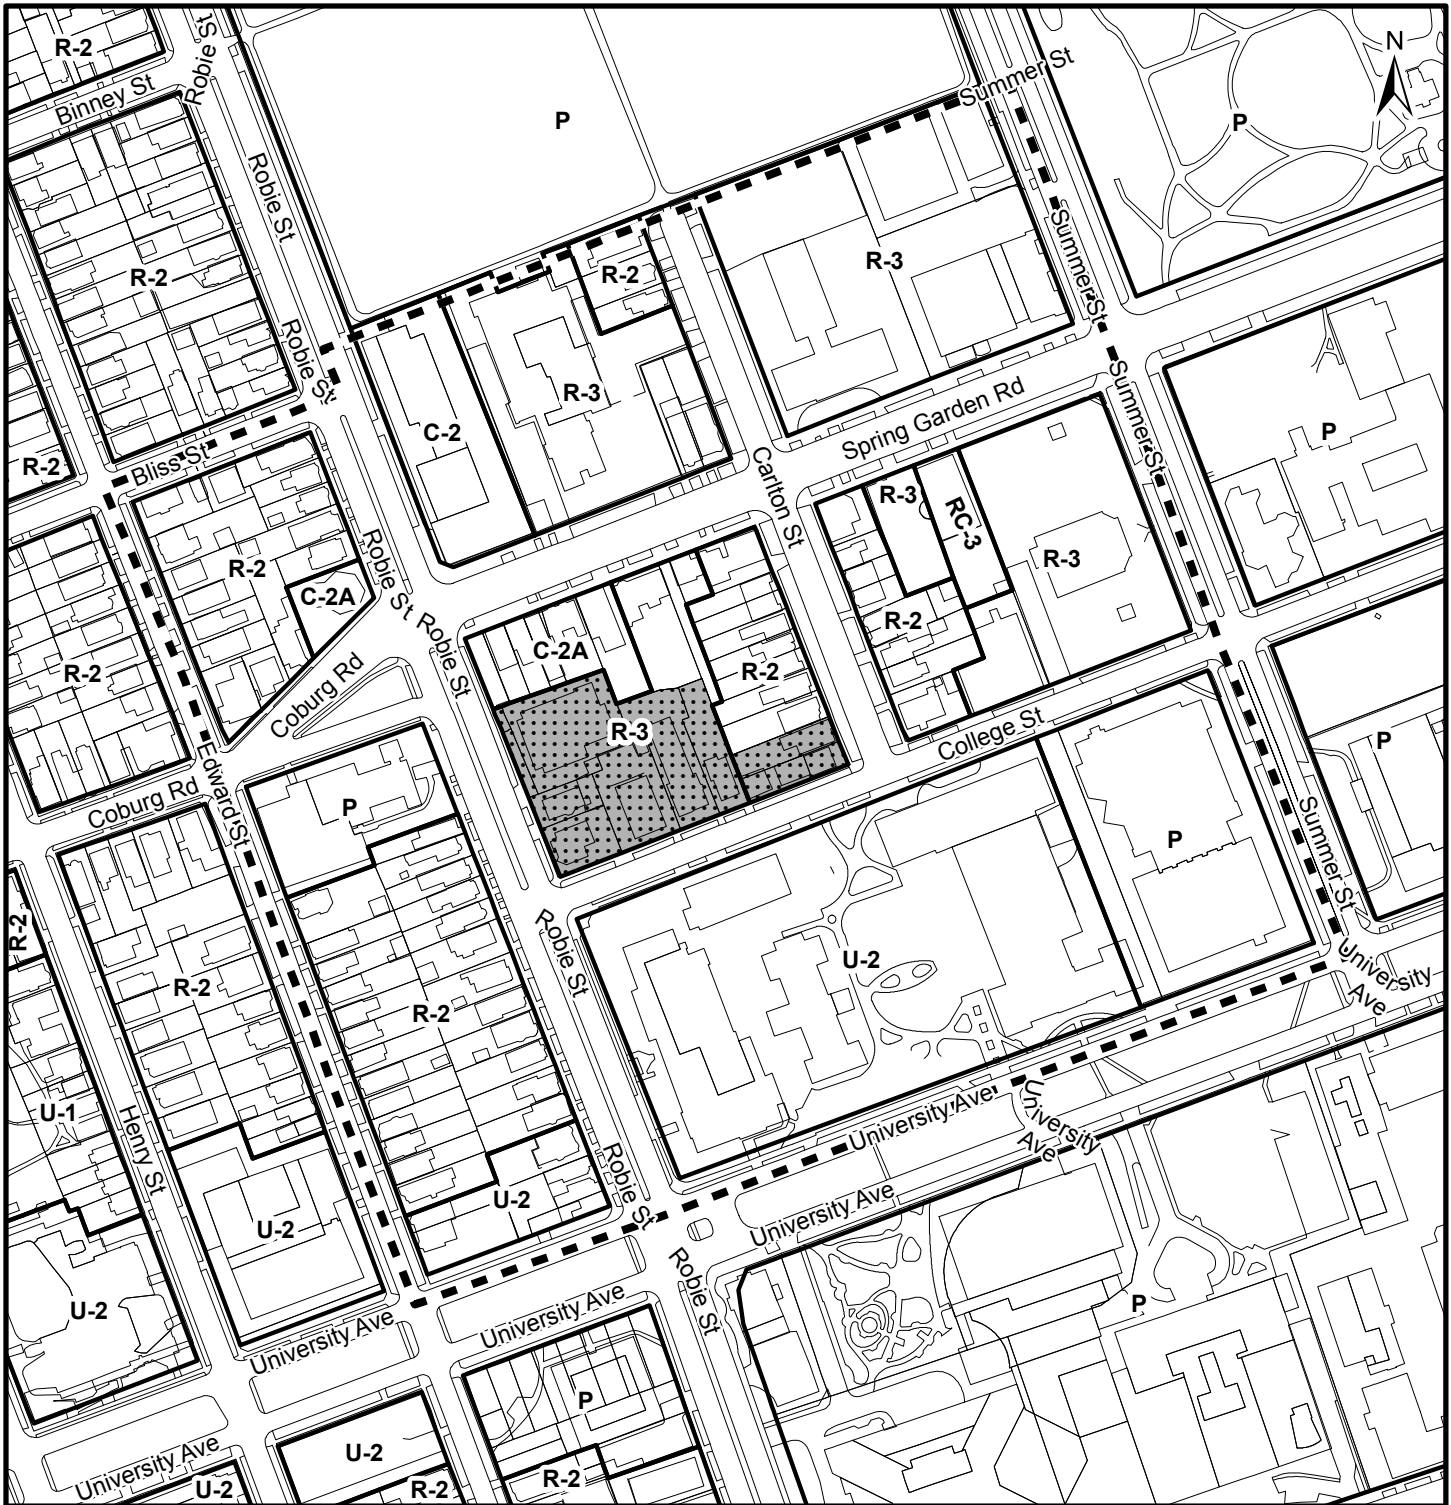 R-2
Robie St
Binney St
P
Summer St
N
P
Robie St
R-2
R-2
R-3
Summer St
Robie St
R-3
Summer St
C-2
Spring Garden Rd
P
R-2
Bliss St
Carlton St
R-3
RC-3
R-3
Robie St
R-2
C-2A
R-2
Robie St
C-2A
R-2
R-2
Coburg Rd
R-3
College St
P
Edward St
Coburg Rd
P
Summer St
P
R-2
Robie St
U-2
University
Ave
R-2
R-2
U-1
Henry St
University Ave
University
Ave
Robie St
U-2
U-2
University Ave
U-2
Robie St
P
University Ave
University Ave
P
U-2
University Ave
U-2
R-2
R-2